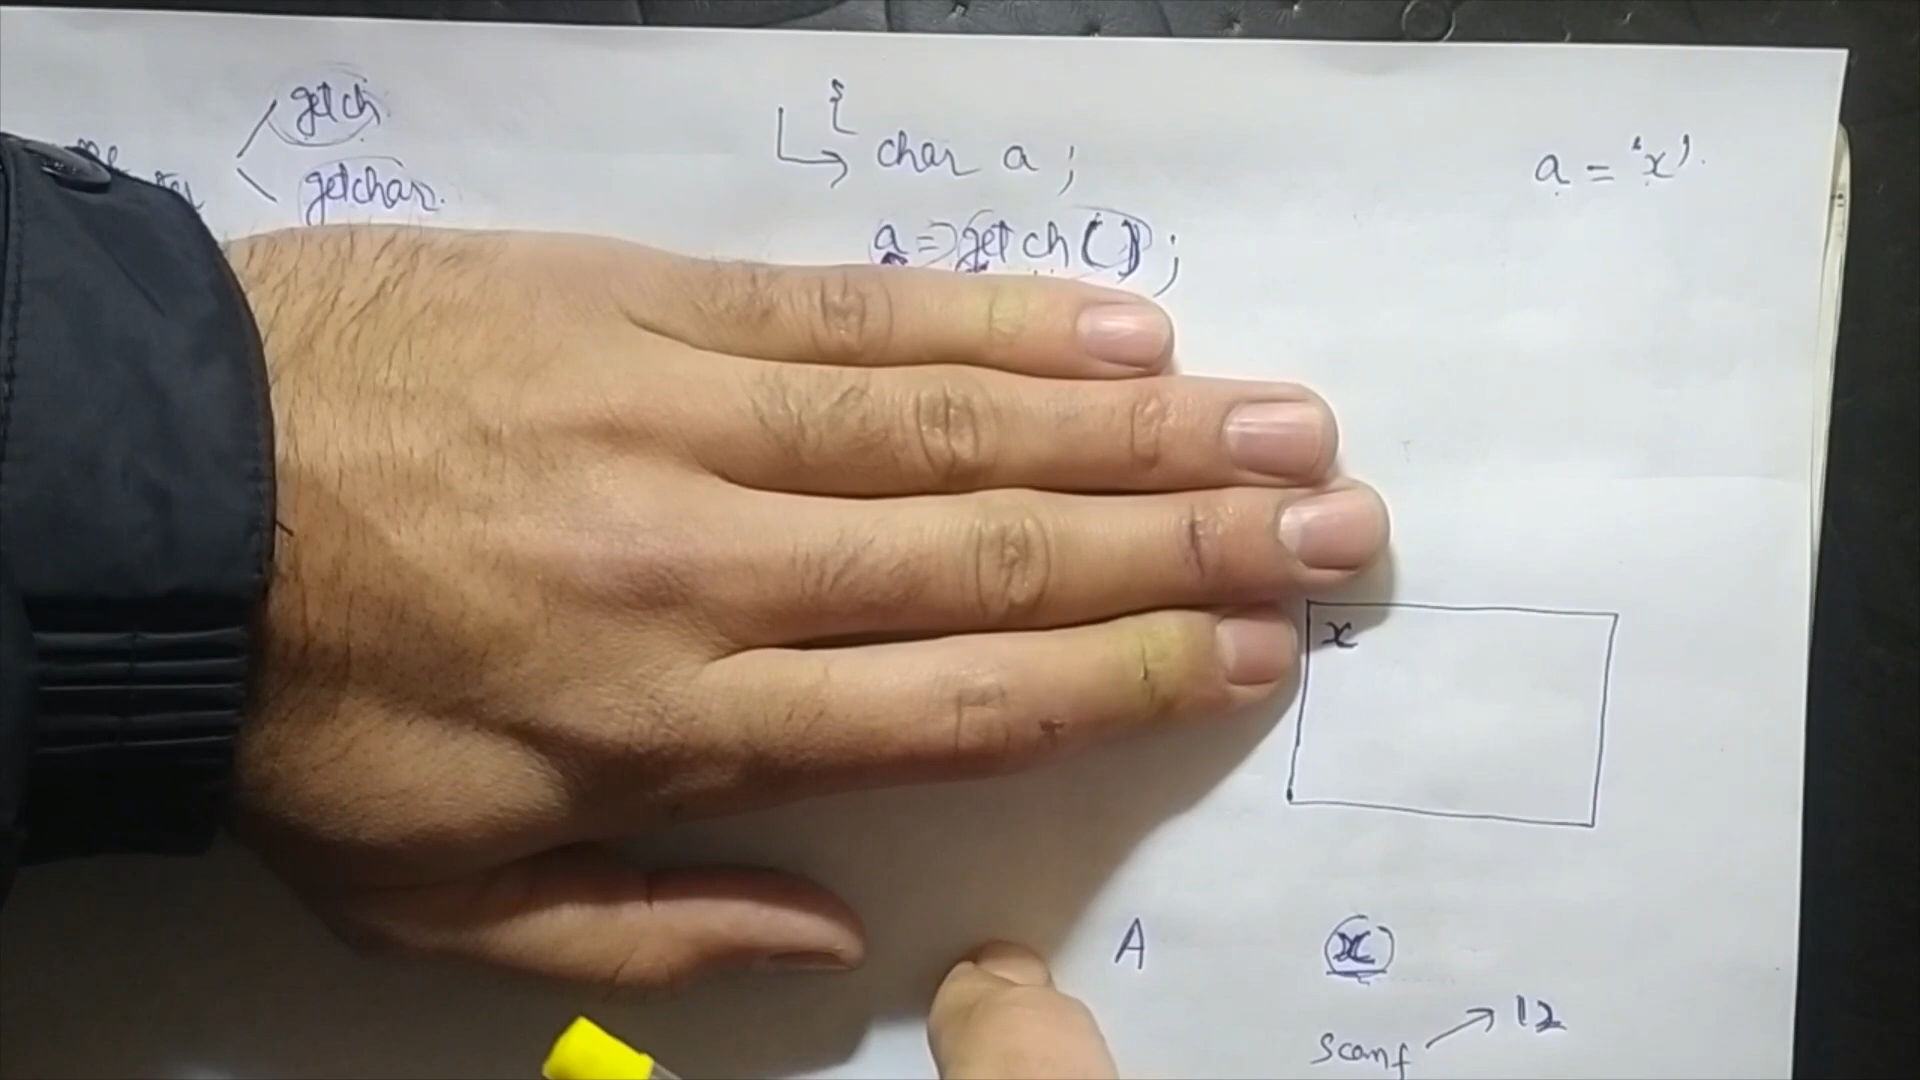 getch
getchar.
{
char a ;
a = getch() ;
a = 'x'.
x
A
x
scanf → 12